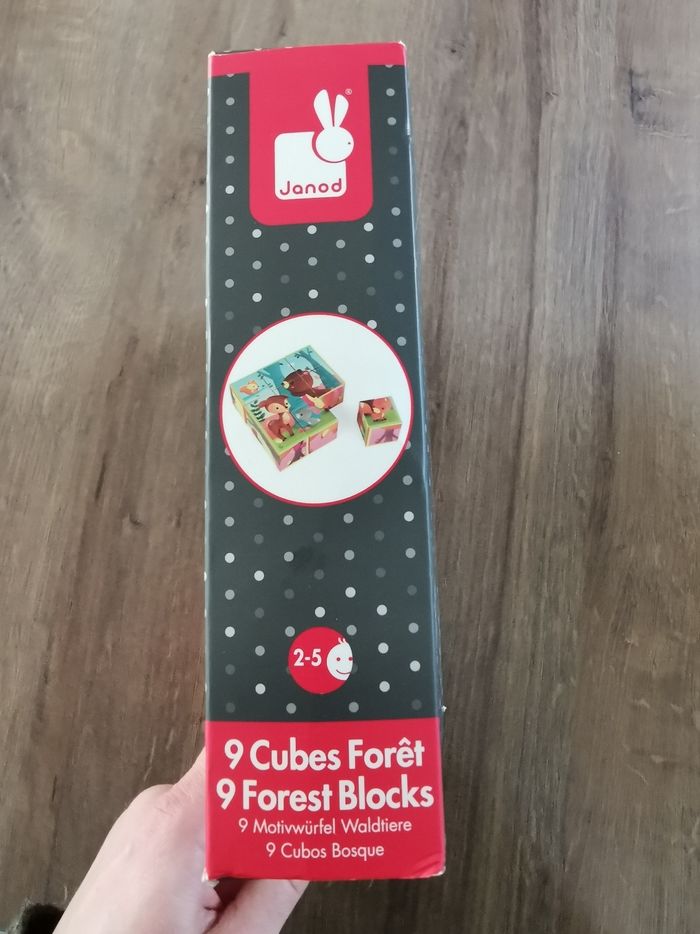 ®
Janod
2-5
9 Cubes Forêt
9 Forest Blocks
9 Motivwürfel Waldtiere
9 Cubos Bosque